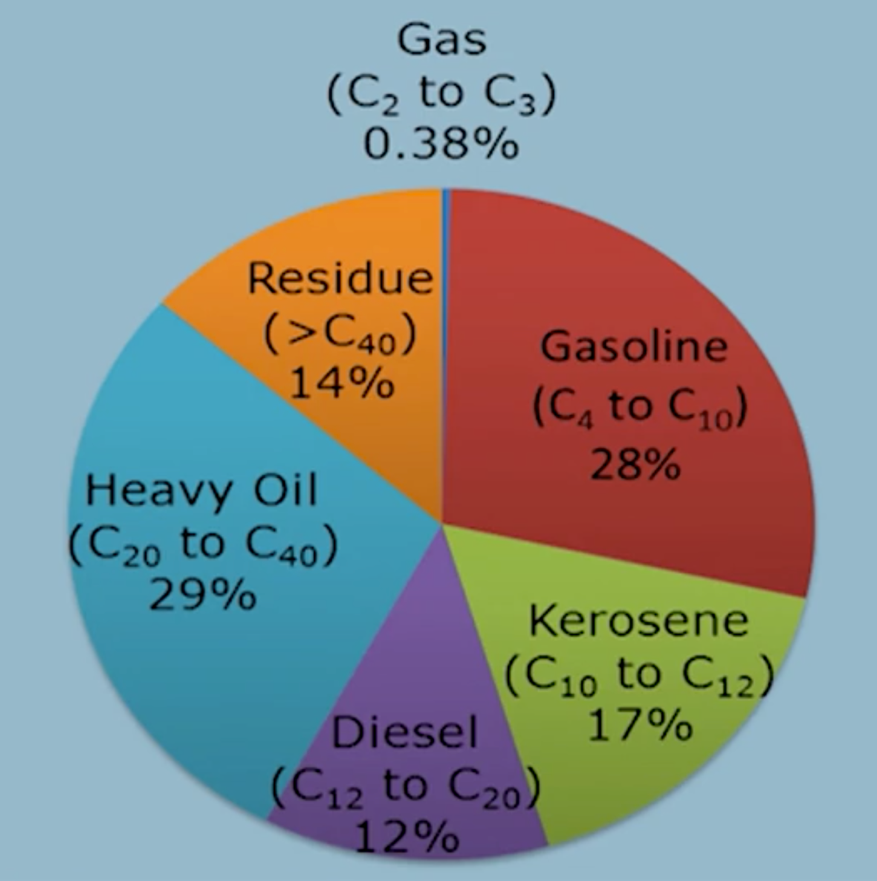 Gas
(C₂ to C₃)
0.38%
Residue
(>C₄₀)
14%
Gasoline
(C₄ to C₁₀)
28%
Heavy Oil
(C₂₀ to C₄₀)
29%
Kerosene
(C₁₀ to C₁₂)
17%
Diesel
(C₁₂ to C₂₀)
12%